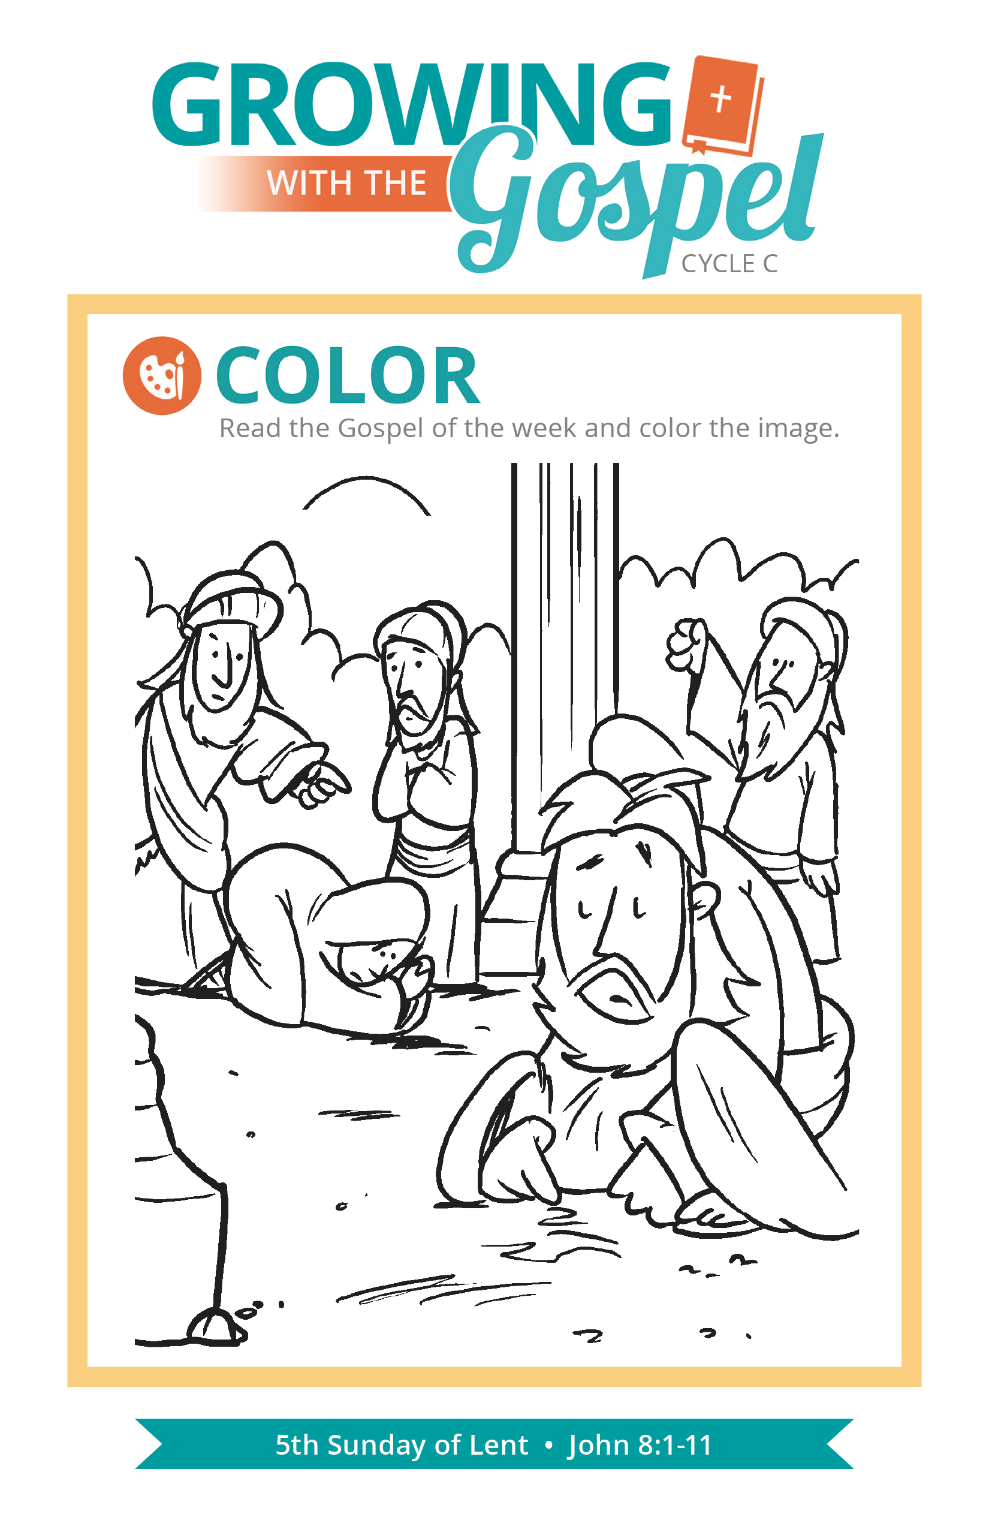 GROWING
WITH THE
Gospel
CYCLE C
COLOR
Read the Gospel of the week and color the image.
5th Sunday of Lent • John 8:1-11